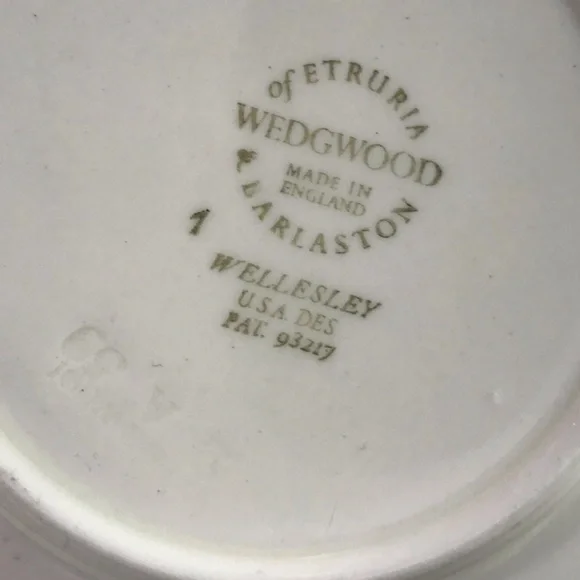 of ETRURIA
WEDGWOOD
MADE IN
ENGLAND
& BARLASTON
1
WELLESLEY
U.S.A. DES
PAT. 93217